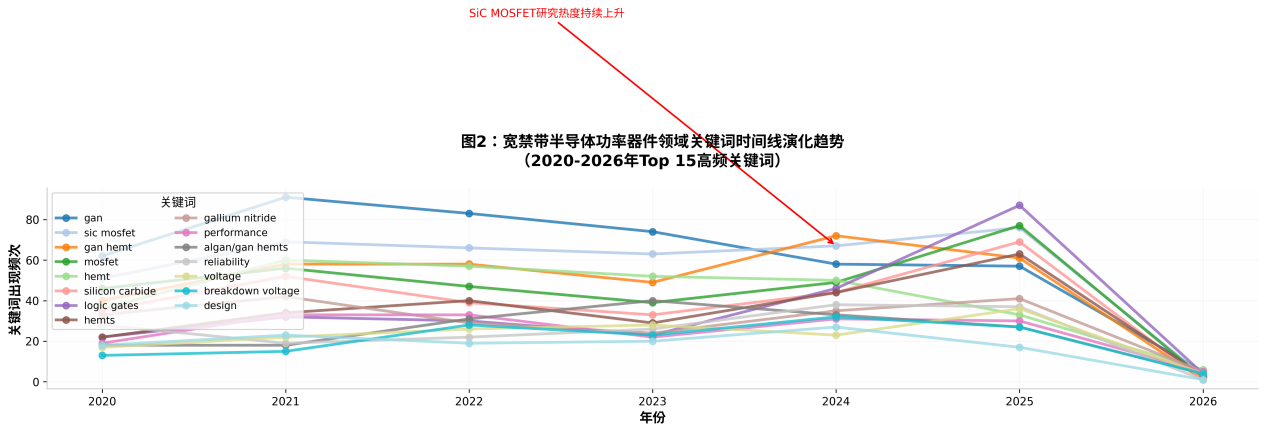 SiC MOSFET研究热度持续上升
图2：宽禁带半导体功率器件领域关键词时间线演化趋势
（2020-2026年Top 15高频关键词）
关键词出现频次
80
60
40
20
0
关键词
gan
sic mosfet
gan hemt
mosfet
hemt
silicon carbide
logic gates
hemts
gallium nitride
performance
algan/gan hemts
reliability
voltage
breakdown voltage
design
2020 2021 2022 2023 2024 2025 2026
年份